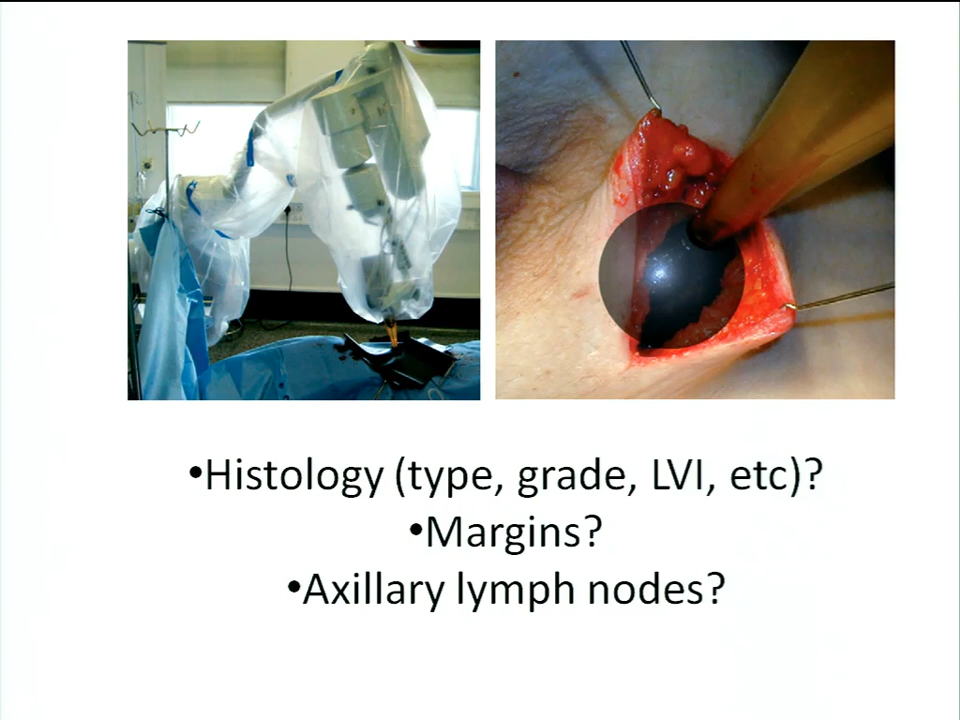 •Histology (type, grade, LVI, etc)?
•Margins?
•Axillary lymph nodes?